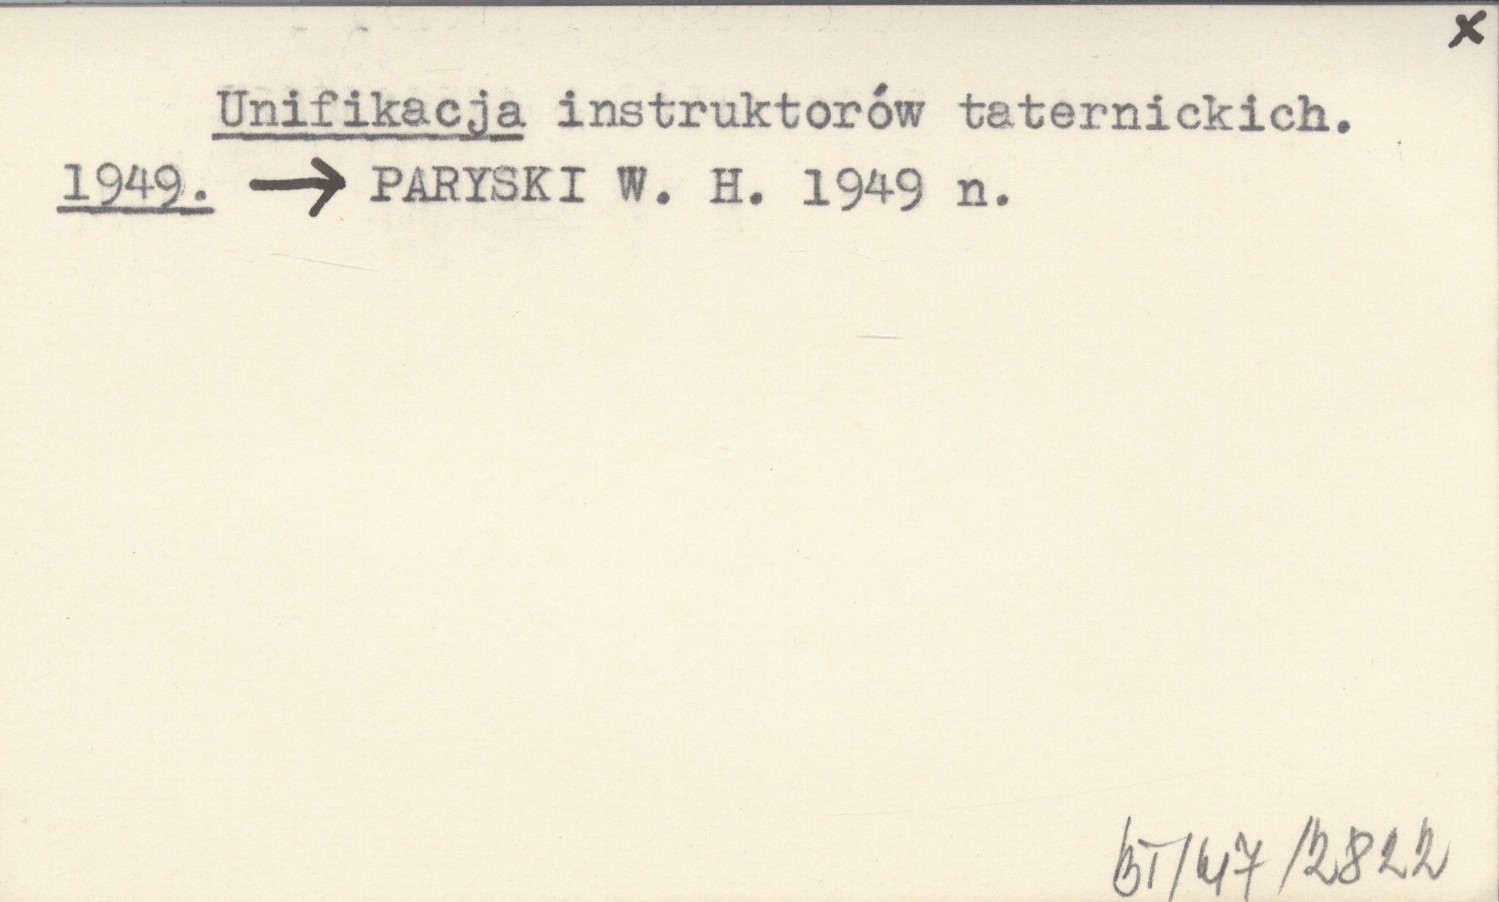 x
Unifikacja instruktorów taternickich.
1949. → PARYSKI W. H. 1949 n.
BT/47/2822